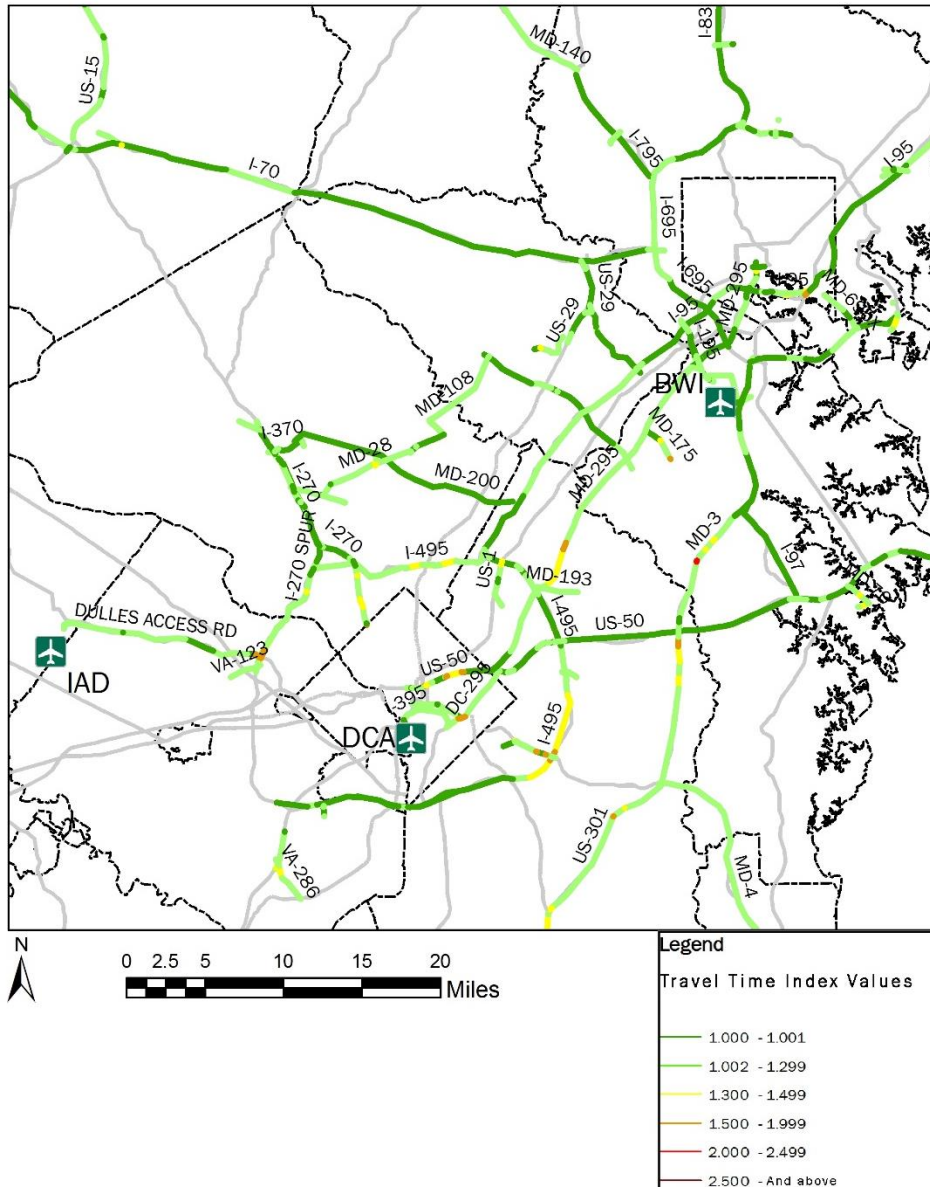 I-83
MD-140
US-15
I-795
I-95
I-70
I-695
US-29
I-695
MD-295
US-29
I-95
I-195
BWI
MD-108
I-370
MD-28
MD-175
I-270
MD-200
MD-295
MD-3
I-270 SPUR
I-270
I-495
US-1
I-97
MD-193
I-495
DULLES ACCESS RD
US-50
VA-123
IAD
US-50
DC-295
I-395
DCA
I-495
US-301
VA-286
MD-4
N
0 2.5 5 10 15 20
Miles
Legend
Travel Time Index Values
1.000 - 1.001
1.002 - 1.299
1.300 - 1.499
1.500 - 1.999
2.000 - 2.499
2.500 - And above